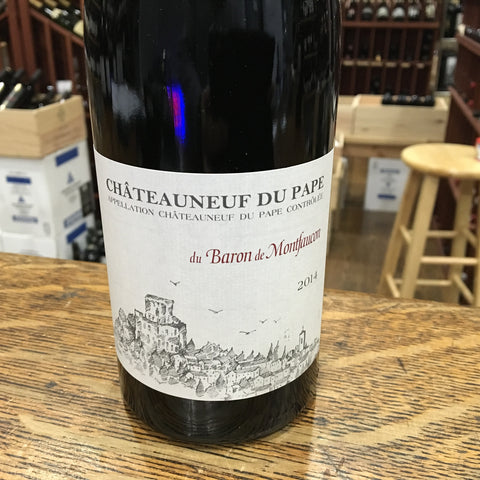 CHÂTEAUNEUF DU PAPE
APPELLATION CHÂTEAUNEUF DU PAPE CONTRÔLÉE
du Baron de Montfaucon
2014